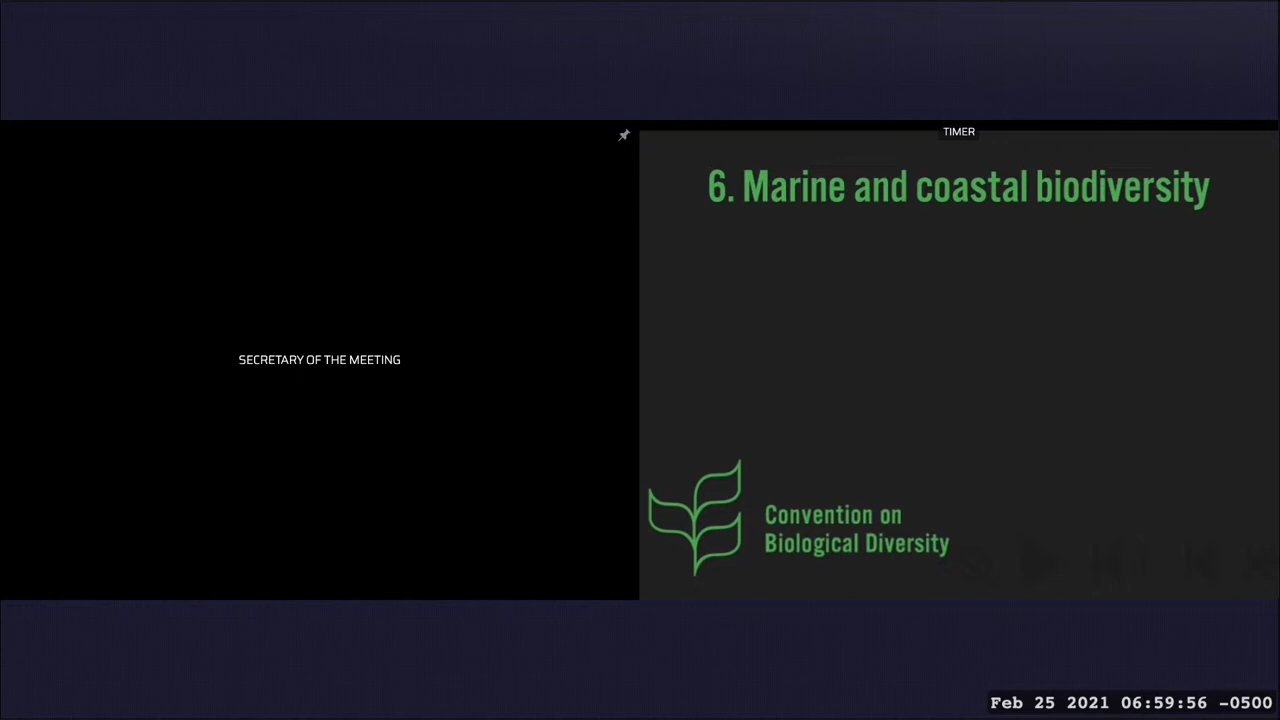 TIMER
6. Marine and coastal biodiversity
SECRETARY OF THE MEETING
Convention on
Biological Diversity
Feb 25 2021 06:59:56 -0500